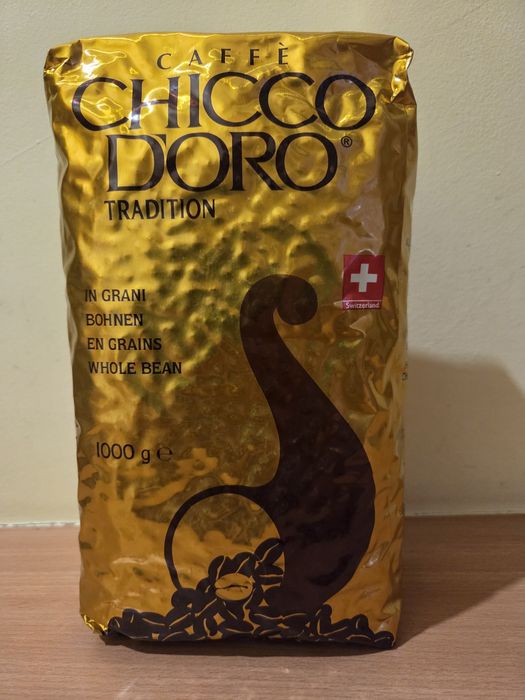 CAFFÈ
CHICCO
D'ORO®
TRADITION
Switzerland
IN GRANI
BOHNEN
EN GRAINS
WHOLE BEAN
1000 g ℮